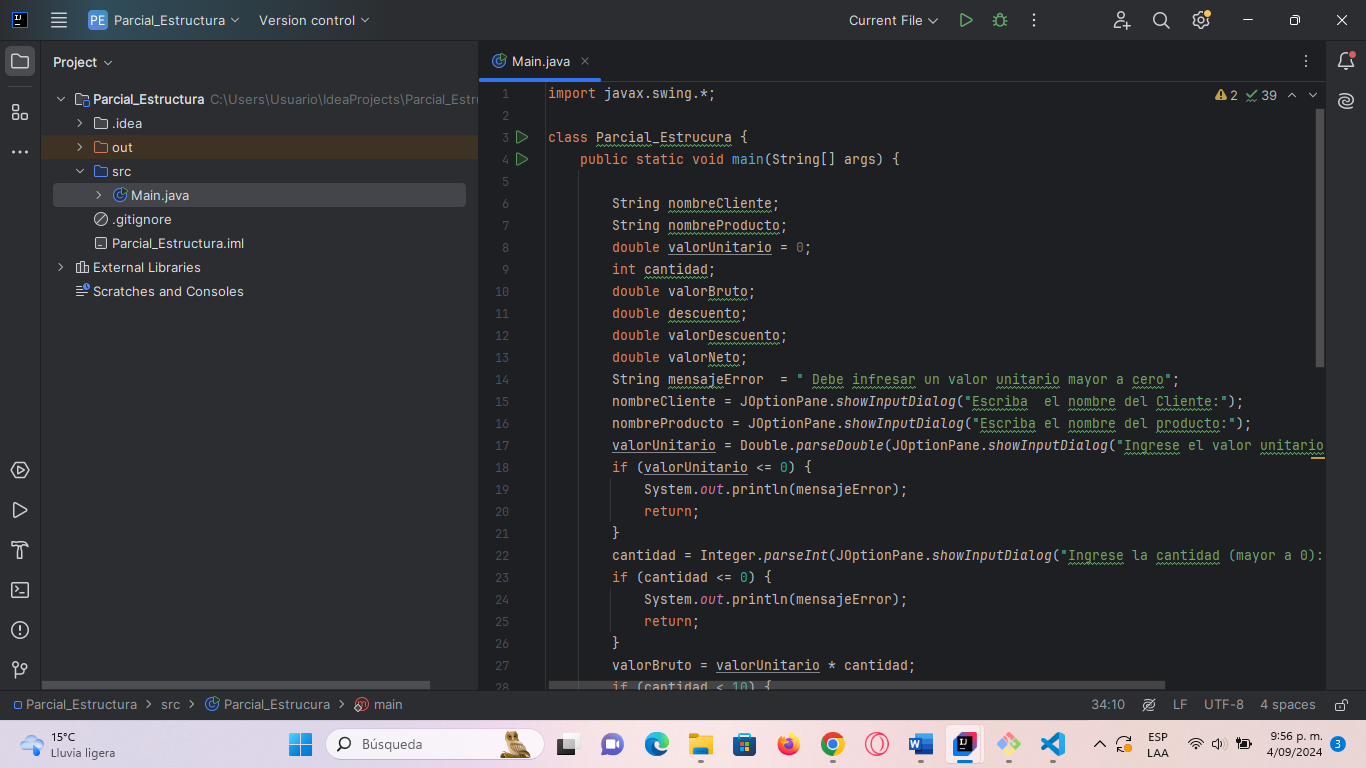 PE Parcial_Estructura Version control Current File
Project
Main.java
Parcial_Estructura C:\Users\Usuario\IdeaProjects\Parcial_Estru
.idea
out
src
Main.java
.gitignore
Parcial_Estructura.iml
External Libraries
Scratches and Consoles
2 39
1 import javax.swing.*;
2
3 class Parcial_Estrucura {
4 public static void main(String[] args) {
5
6 String nombreCliente;
7 String nombreProducto;
8 double valorUnitario = 0;
9 int cantidad;
10 double valorBruto;
11 double descuento;
12 double valorDescuento;
13 double valorNeto;
14 String mensajeError  = " Debe infresar un valor unitario mayor a cero";
15 nombreCliente = JOptionPane.showInputDialog("Escriba  el nombre del Cliente:");
16 nombreProducto = JOptionPane.showInputDialog("Escriba el nombre del producto:");
17 valorUnitario = Double.parseDouble(JOptionPane.showInputDialog("Ingrese el valor unitario
18 if (valorUnitario <= 0) {
19 System.out.println(mensajeError);
20 return;
21 }
22 cantidad = Integer.parseInt(JOptionPane.showInputDialog("Ingrese la cantidad (mayor a 0):
23 if (cantidad <= 0) {
24 System.out.println(mensajeError);
25 return;
26 }
27 valorBruto = valorUnitario * cantidad;
28 if (cantidad < 10) {
Parcial_Estructura > src > Parcial_Estrucura > main
34:10 LF UTF-8 4 spaces
15°C
Lluvia ligera
Búsqueda
ESP
LAA
9:56 p. m.
4/09/2024
3